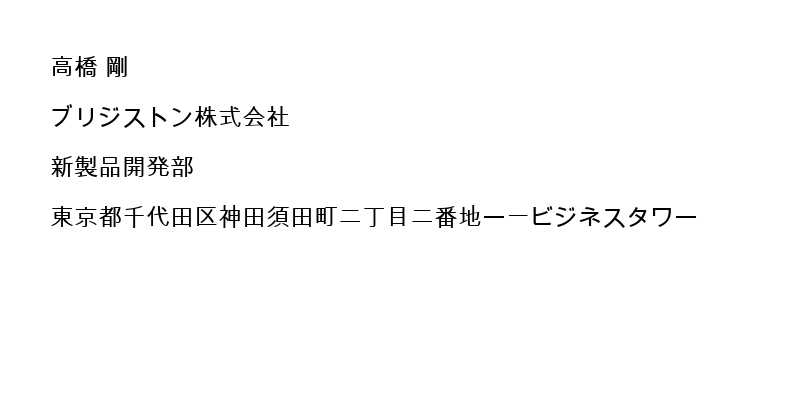 高橋 剛
ブリジストン株式会社
新製品開発部
東京都千代田区神田須田町二丁目二番地ー一ビジネスタワー